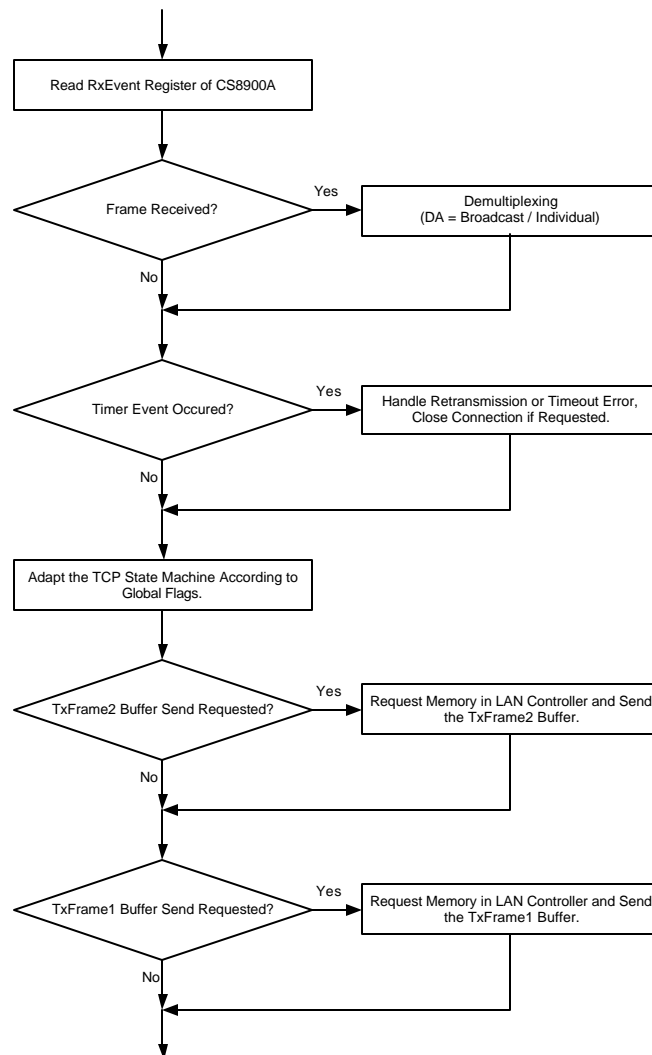 Read RxEvent Register of CS8900A
Frame Received?
Yes
Demultiplexing
(DA = Broadcast / Individual)
No
Timer Event Occured?
Yes
Handle Retransmission or Timeout Error,
Close Connection if Requested.
No
Adapt the TCP State Machine According to
Global Flags.
TxFrame2 Buffer Send Requested?
Yes
Request Memory in LAN Controller and Send
the TxFrame2 Buffer.
No
TxFrame1 Buffer Send Requested?
Yes
Request Memory in LAN Controller and Send
the TxFrame1 Buffer.
No